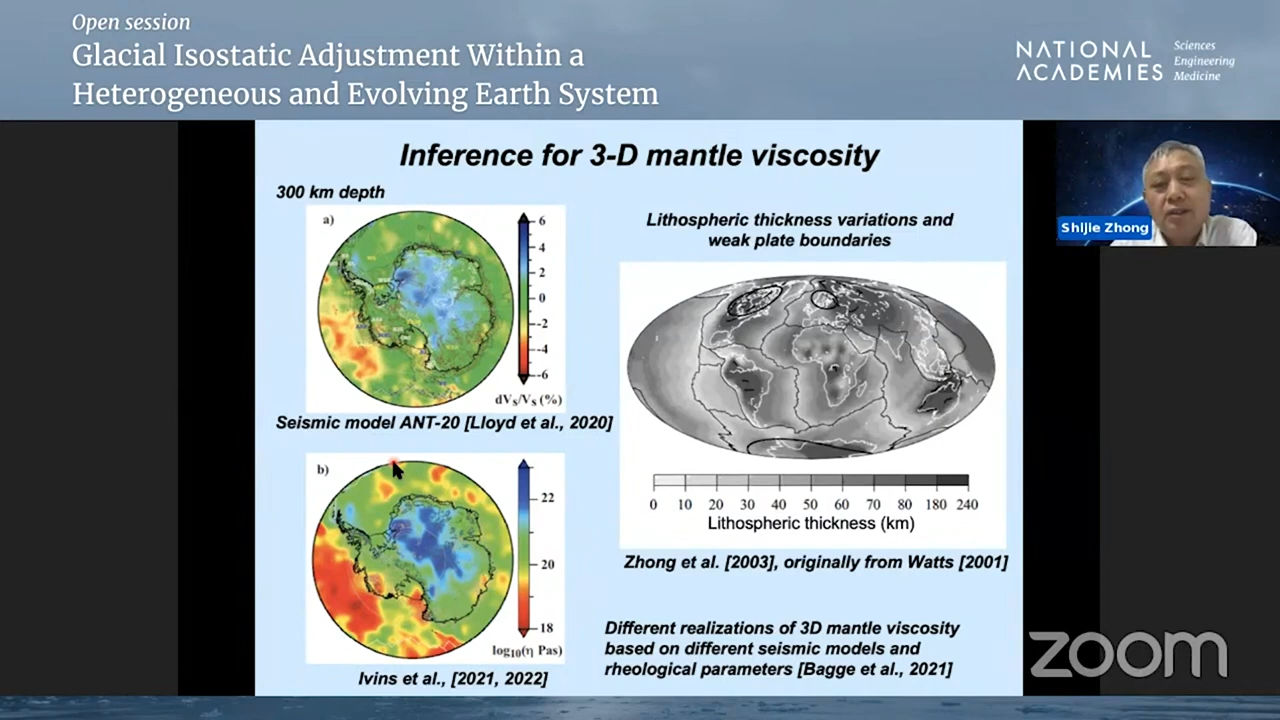 Open session
Glacial Isostatic Adjustment Within a
Heterogeneous and Evolving Earth System
NATIONAL
ACADEMIES
Sciences
Engineering
Medicine
Inference for 3-D mantle viscosity
300 km depth
a)
6
4
2
0
-2
-4
-6
dVS/VS (%)
Seismic model ANT-20 [Lloyd et al., 2020]
b)
22
20
18
log10(η Pas)
Ivins et al., [2021, 2022]
Lithospheric thickness variations and
weak plate boundaries
0 10 20 30 40 50 60 70 80 180 240
Lithospheric thickness (km)
Zhong et al. [2003], originally from Watts [2001]
Different realizations of 3D mantle viscosity
based on different seismic models and
rheological parameters [Bagge et al., 2021]
Shijie Zhong
zoom